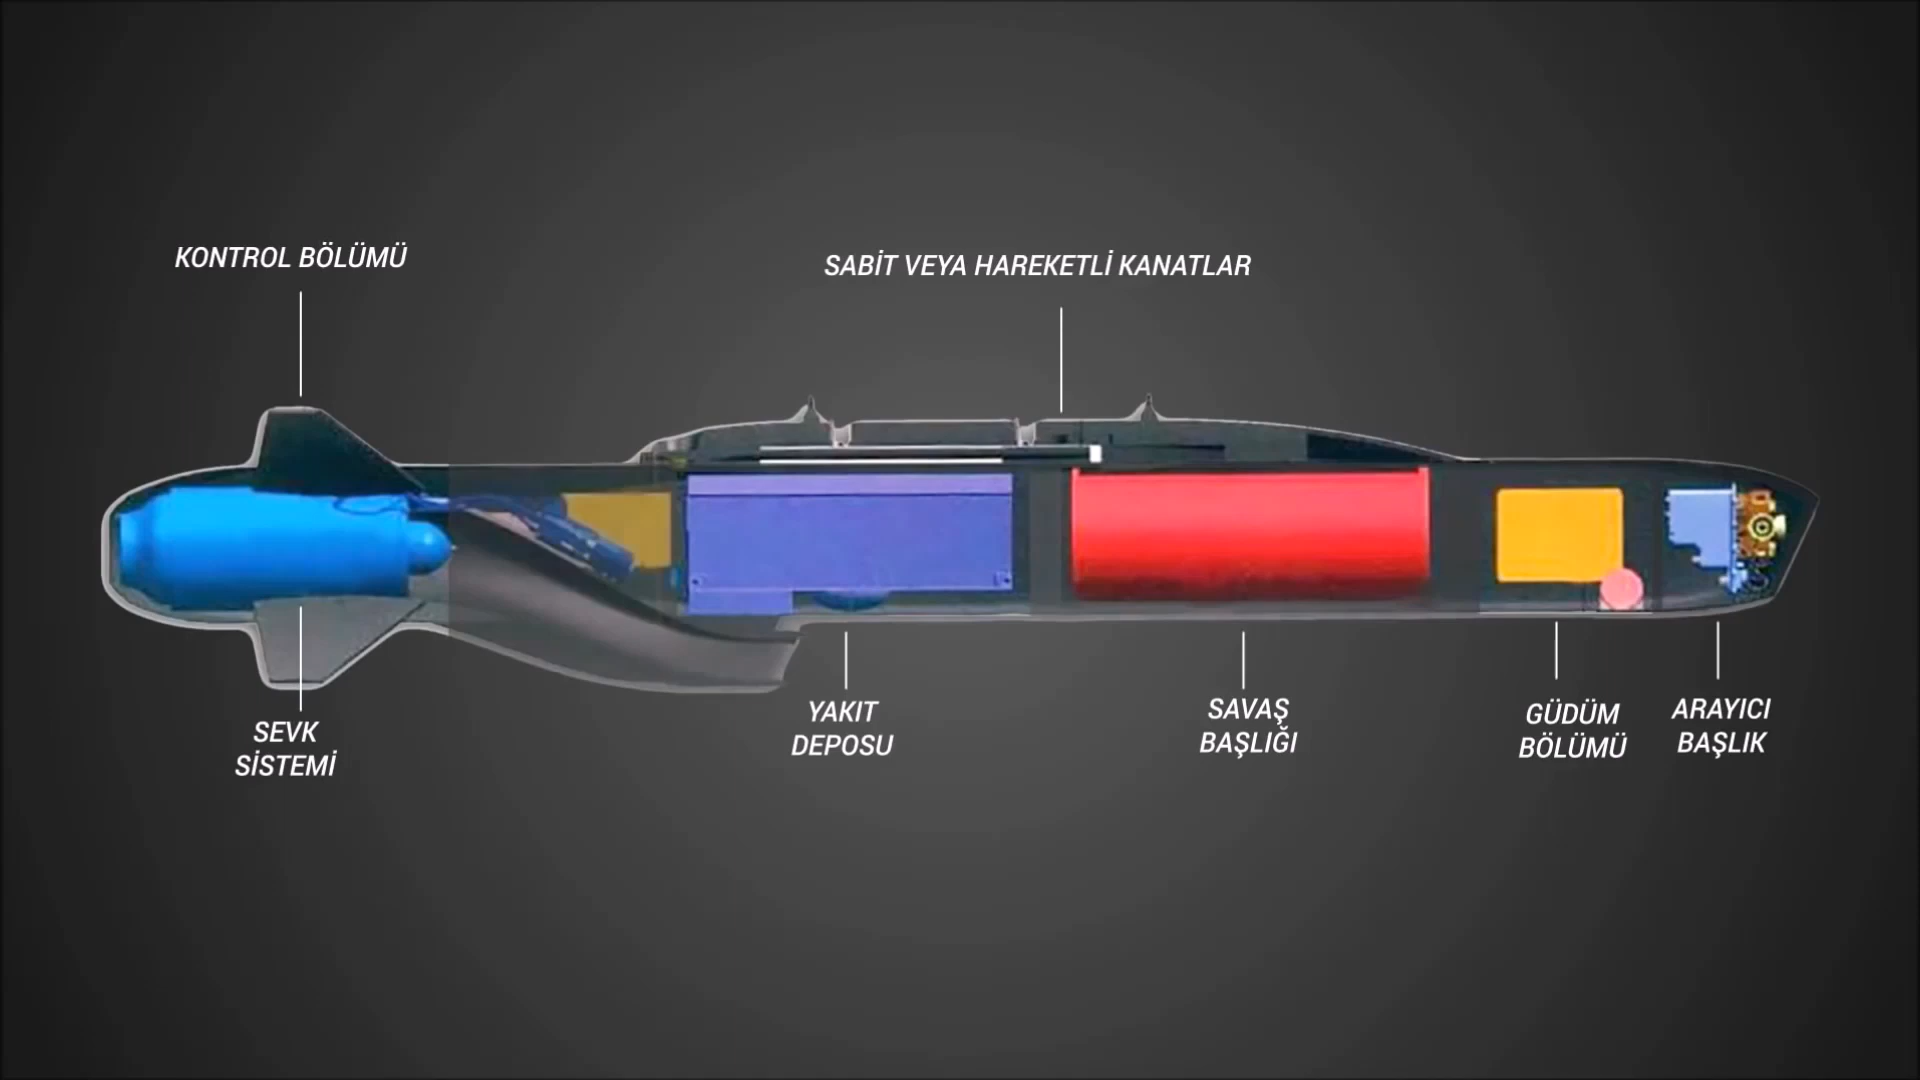 KONTROL BÖLÜMÜ
SABİT VEYA HAREKETLİ KANATLAR
SEVK
SİSTEMİ
YAKIT
DEPOSU
SAVAŞ
BAŞLIĞI
GÜDÜM
BÖLÜMÜ
ARAYICI
BAŞLIK